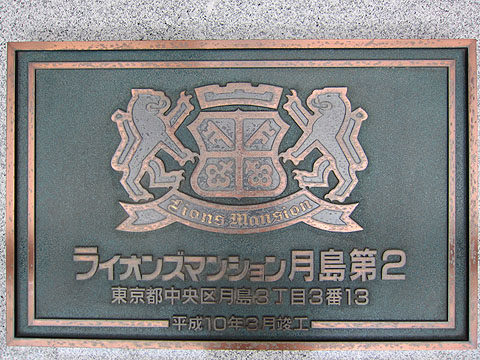 Lions Mansion
ライオンズマンション月島第2
東京都中央区月島3丁目3番13
平成10年3月竣工